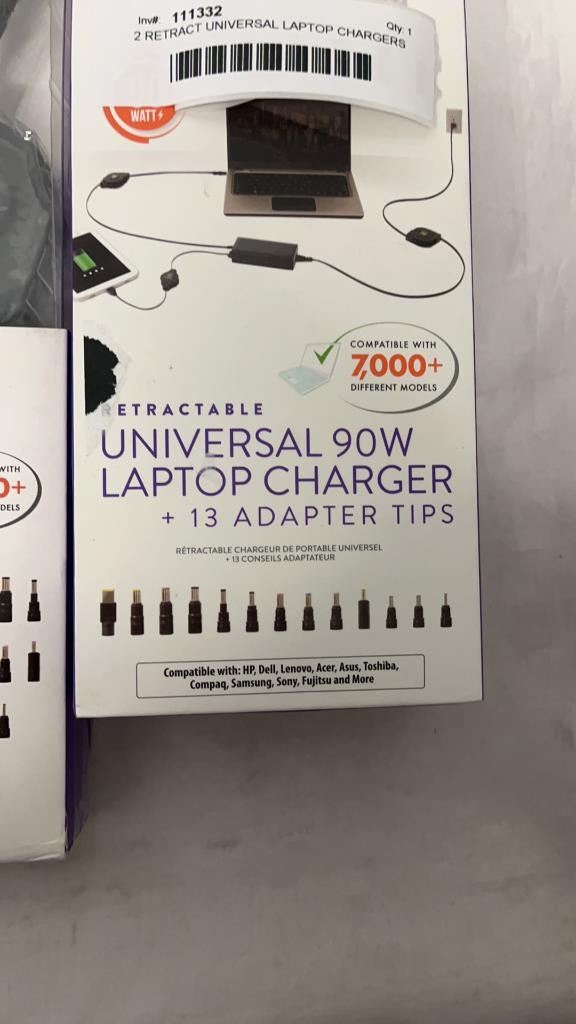 Inv#: 111332
Qty: 1
2 RETRACT UNIVERSAL LAPTOP CHARGERS
WATT
COMPATIBLE WITH
7,000+
DIFFERENT MODELS
RETRACTABLE
UNIVERSAL 90W
LAPTOP CHARGER
+ 13 ADAPTER TIPS
RÉTRACTABLE CHARGEUR DE PORTABLE UNIVERSEL
+ 13 CONSEILS ADAPTATEUR
Compatible with: HP, Dell, Lenovo, Acer, Asus, Toshiba,
Compaq, Samsung, Sony, Fujitsu and More
WITH
0+
DELS